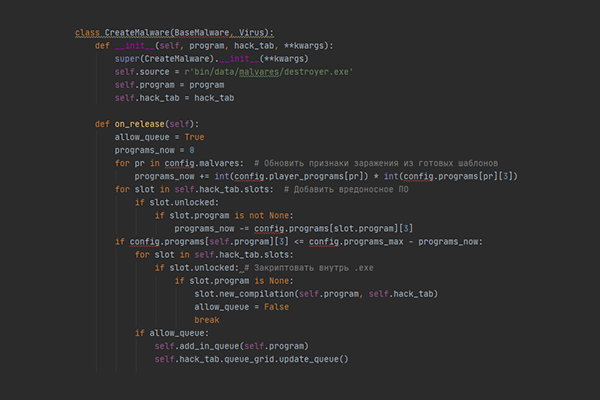 class CreateMalware(BaseMalware, Virus):
def __init__(self, program, hack_tab, **kwargs):
super(CreateMalware).__init__(**kwargs)
self.source = r'bin/data/malvares/destroyer.exe'
self.program = program
self.hack_tab = hack_tab
def on_release(self):
allow_queue = True
programs_now = 0
for pr in config.malvares:  # Обновить признаки заражения из готовых шаблонов
programs_now += int(config.player_programs[pr]) * int(config.programs[pr][3])
for slot in self.hack_tab.slots:  # Добавить вредоносное ПО
if slot.unlocked:
if slot.program is not None:
programs_now -= config.programs[slot.program][3]
if config.programs[self.program][3] <= config.programs_max - programs_now:
for slot in self.hack_tab.slots:
if slot.unlocked: # Закриптовать внутрь .exe
if slot.program is None:
slot.new_compilation(self.program, self.hack_tab)
allow_queue = False
break
if allow_queue:
self.add_in_queue(self.program)
self.hack_tab.queue_grid.update_queue()